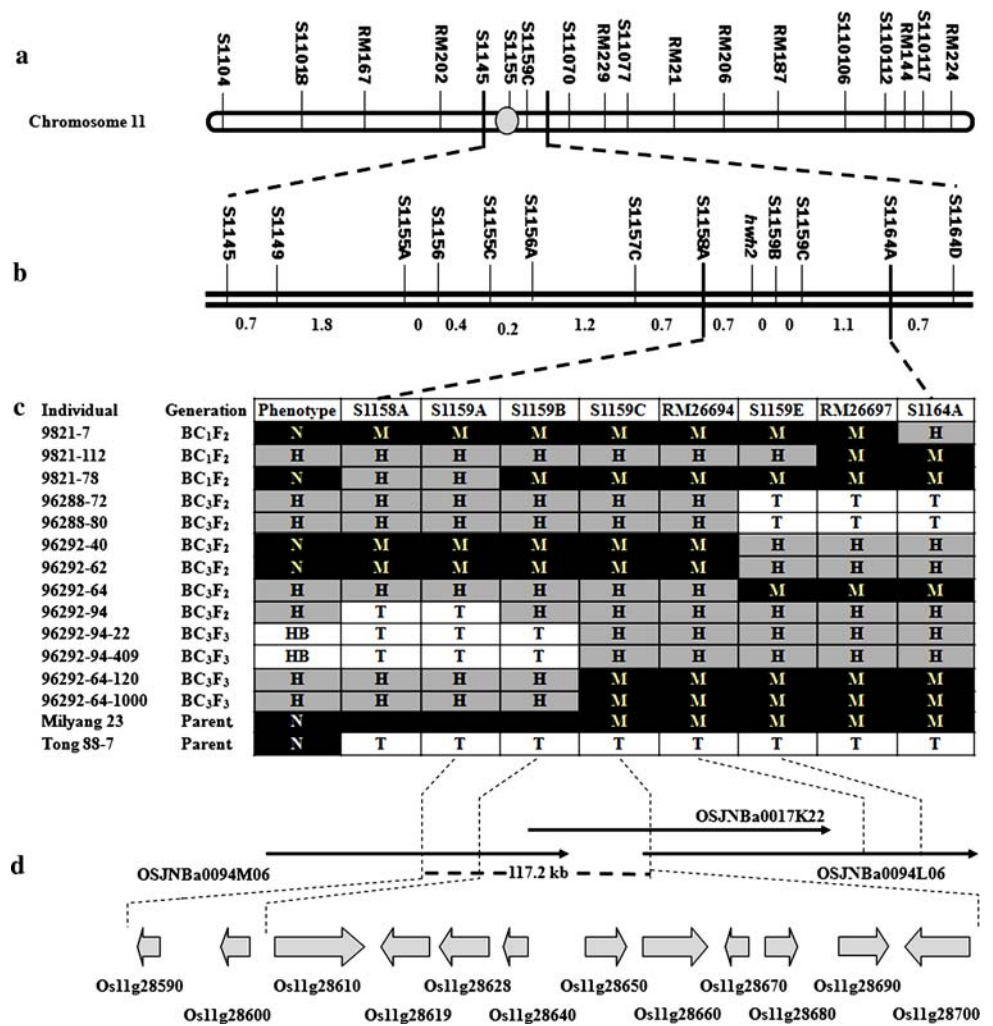 a
S1104 S11018 RM167 RM202 S1145 S1155 S1159C S11070 RM229 S11077 RM21 RM206 RM187 S110106 S110112 RM144 S110117 RM224
Chromosome 11
S1145 S1149 S1155A S1156 S1155C S1156A S1157C S1158A hwh2 S1159B S1159C S1164A S1164D
b
0.7 1.8 0 0.4 0.2 1.2 0.7 0.7 0 0 1.1 0.7
c Individual Generation Phenotype S1158A S1159A S1159B S1159C RM26694 S1159E RM26697 S1164A
9821-7 BC1F2 N M M M M M M M H
9821-112 BC1F2 H H H H H H H M M
9821-78 BC1F2 N H H M M M M M M
96288-72 BC3F2 H H H H H H T T T
96288-80 BC3F2 H H H H H H T T T
96292-40 BC3F2 N M M M M M H H H
96292-62 BC3F2 N M M M M M H H H
96292-64 BC3F2 H H H H H H M M M
96292-94 BC3F2 H T T H H H H H H
96292-94-22 BC3F3 HB T T T H H H H H
96292-94-409 BC3F3 HB T T T H H H H H
96292-64-120 BC3F3 H H H H M M M M M
96292-64-1000 BC3F3 H H H H M M M M M
Milyang 23 Parent N M M M M M
Tong 88-7 Parent N T T T T T T T T
OSJNBa0017K22
d
OSJNBa0094M06 117.2 kb OSJNBa0094L06
Os11g28590 Os11g28610 Os11g28628 Os11g28650 Os11g28670 Os11g28690
Os11g28600 Os11g28619 Os11g28640 Os11g28660 Os11g28680 Os11g28700